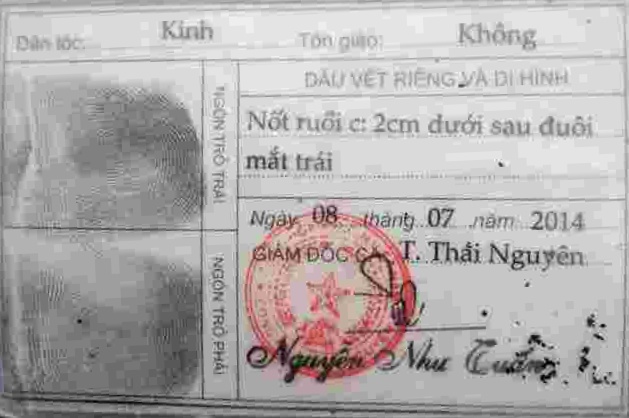 Dân tộc: Kinh Tôn giáo: Không
DẤU VẾT RIÊNG VÀ DỊ HÌNH
Nốt ruồi c: 2cm dưới sau đuôi
mắt trái
NGÓN TRỎ TRÁI
Ngày 08 tháng 07 năm 2014
GIÁM ĐỐC CA T. Thái Nguyên
NGÓN TRỎ PHẢI
Nguyễn Như Tuấn